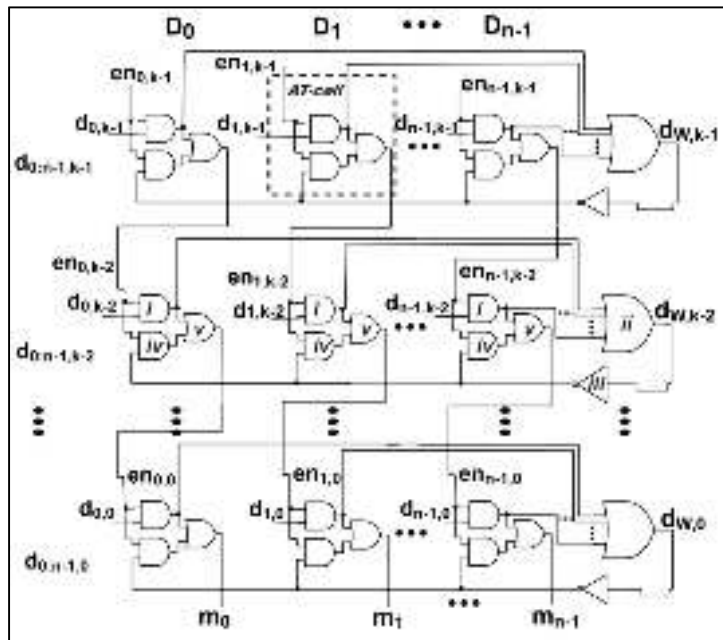 D0 D1 ••• Dn-1
en0,k-1 en1,k-1 en n-1,k-1
AT-cell
d0,k-1 d1,k-1 dn-1,k-1 dW,k-1
•••
d0:n-1,k-1
en0,k-2 en1,k-2 en n-1,k-2
d0,k-2 i d1,k-2 i dn-1,k-2 i ii dW,k-2
v v ••• v
iv iv iv
d0:n-1,k-2 iii
••• ••• ••• ••• •••
en0,0 en1,0 en n-1,0
d0,0 d1,0 dn-1,0 dW,0
•••
d0:n-1,0
m0 m1 ••• mn-1